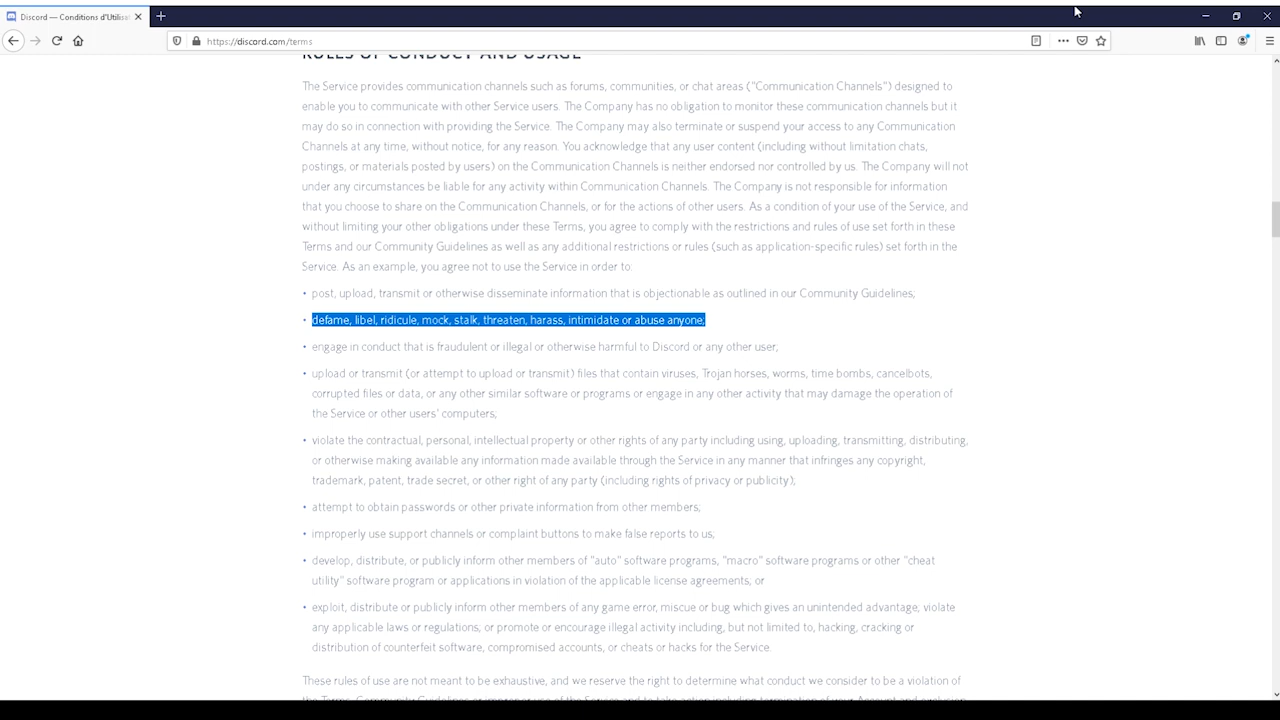 Discord — Conditions d'Utilisat
https://discord.com/terms
RULES OF CONDUCT AND USAGE
The Service provides communication channels such as forums, communities, or chat areas ("Communication Channels") designed to
enable you to communicate with other Service users. The Company has no obligation to monitor these communication channels but it
may do so in connection with providing the Service. The Company may also terminate or suspend your access to any Communication
Channels at any time, without notice, for any reason. You acknowledge that any user content (including without limitation chats,
postings, or materials posted by users) on the Communication Channels is neither endorsed nor controlled by us. The Company will not
under any circumstances be liable for any activity within Communication Channels. The Company is not responsible for information
that you choose to share on the Communication Channels, or for the actions of other users. As a condition of your use of the Service, and
without limiting your other obligations under these Terms, you agree to comply with the restrictions and rules of use set forth in these
Terms and our Community Guidelines as well as any additional restrictions or rules (such as application-specific rules) set forth in the
Service. As an example, you agree not to use the Service in order to:
• post, upload, transmit or otherwise disseminate information that is objectionable as outlined in our Community Guidelines;
• defame, libel, ridicule, mock, stalk, threaten, harass, intimidate or abuse anyone;
• engage in conduct that is fraudulent or illegal or otherwise harmful to Discord or any other user;
• upload or transmit (or attempt to upload or transmit) files that contain viruses, Trojan horses, worms, time bombs, cancelbots,
corrupted files or data, or any other similar software or programs or engage in any other activity that may damage the operation of
the Service or other users' computers;
• violate the contractual, personal, intellectual property or other rights of any party including using, uploading, transmitting, distributing,
or otherwise making available any information made available through the Service in any manner that infringes any copyright,
trademark, patent, trade secret, or other right of any party (including rights of privacy or publicity);
• attempt to obtain passwords or other private information from other members;
• improperly use support channels or complaint buttons to make false reports to us;
• develop, distribute, or publicly inform other members of "auto" software programs, "macro" software programs or other "cheat
utility" software program or applications in violation of the applicable license agreements; or
• exploit, distribute or publicly inform other members of any game error, miscue or bug which gives an unintended advantage; violate
any applicable laws or regulations; or promote or encourage illegal activity including, but not limited to, hacking, cracking or
distribution of counterfeit software, compromised accounts, or cheats or hacks for the Service.
These rules of use are not meant to be exhaustive, and we reserve the right to determine what conduct we consider to be a violation of
the Terms, Community Guidelines or improper use of the Service and to take action including termination of your Account and exclusion